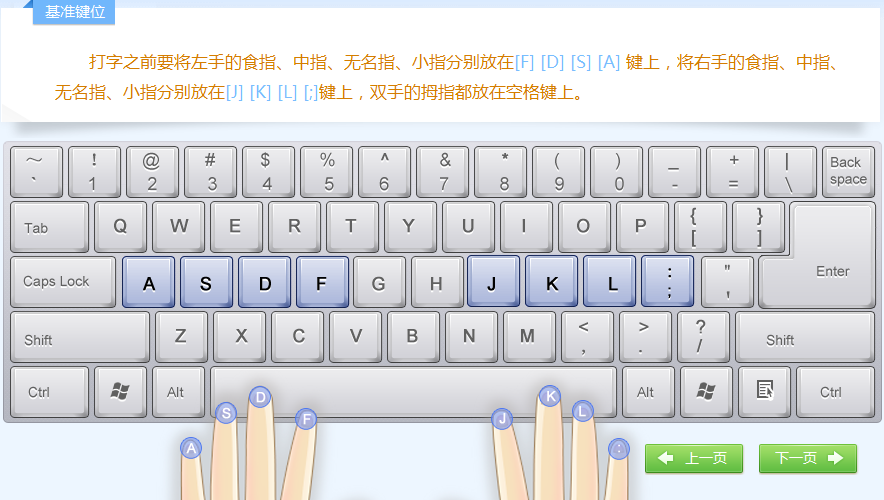 基准键位
打字之前要将左手的食指、中指、无名指、小指分别放在[F] [D] [S] [A] 键上，将右手的食指、中指、
无名指、小指分别放在[J] [K] [L] [;]键上，双手的拇指都放在空格键上。
~ ! @ # $ % ^ & * ( ) _ + | Back
` 1 2 3 4 5 6 7 8 9 0 - = \ space
Tab Q W E R T Y U I O P { }
[ ]
Enter
Caps Lock A S D F G H J K L : "
; '
Shift Z X C V B N M < > ? Shift
, . /
Ctrl Alt Alt Ctrl
A S D F J K L :
上一页 下一页